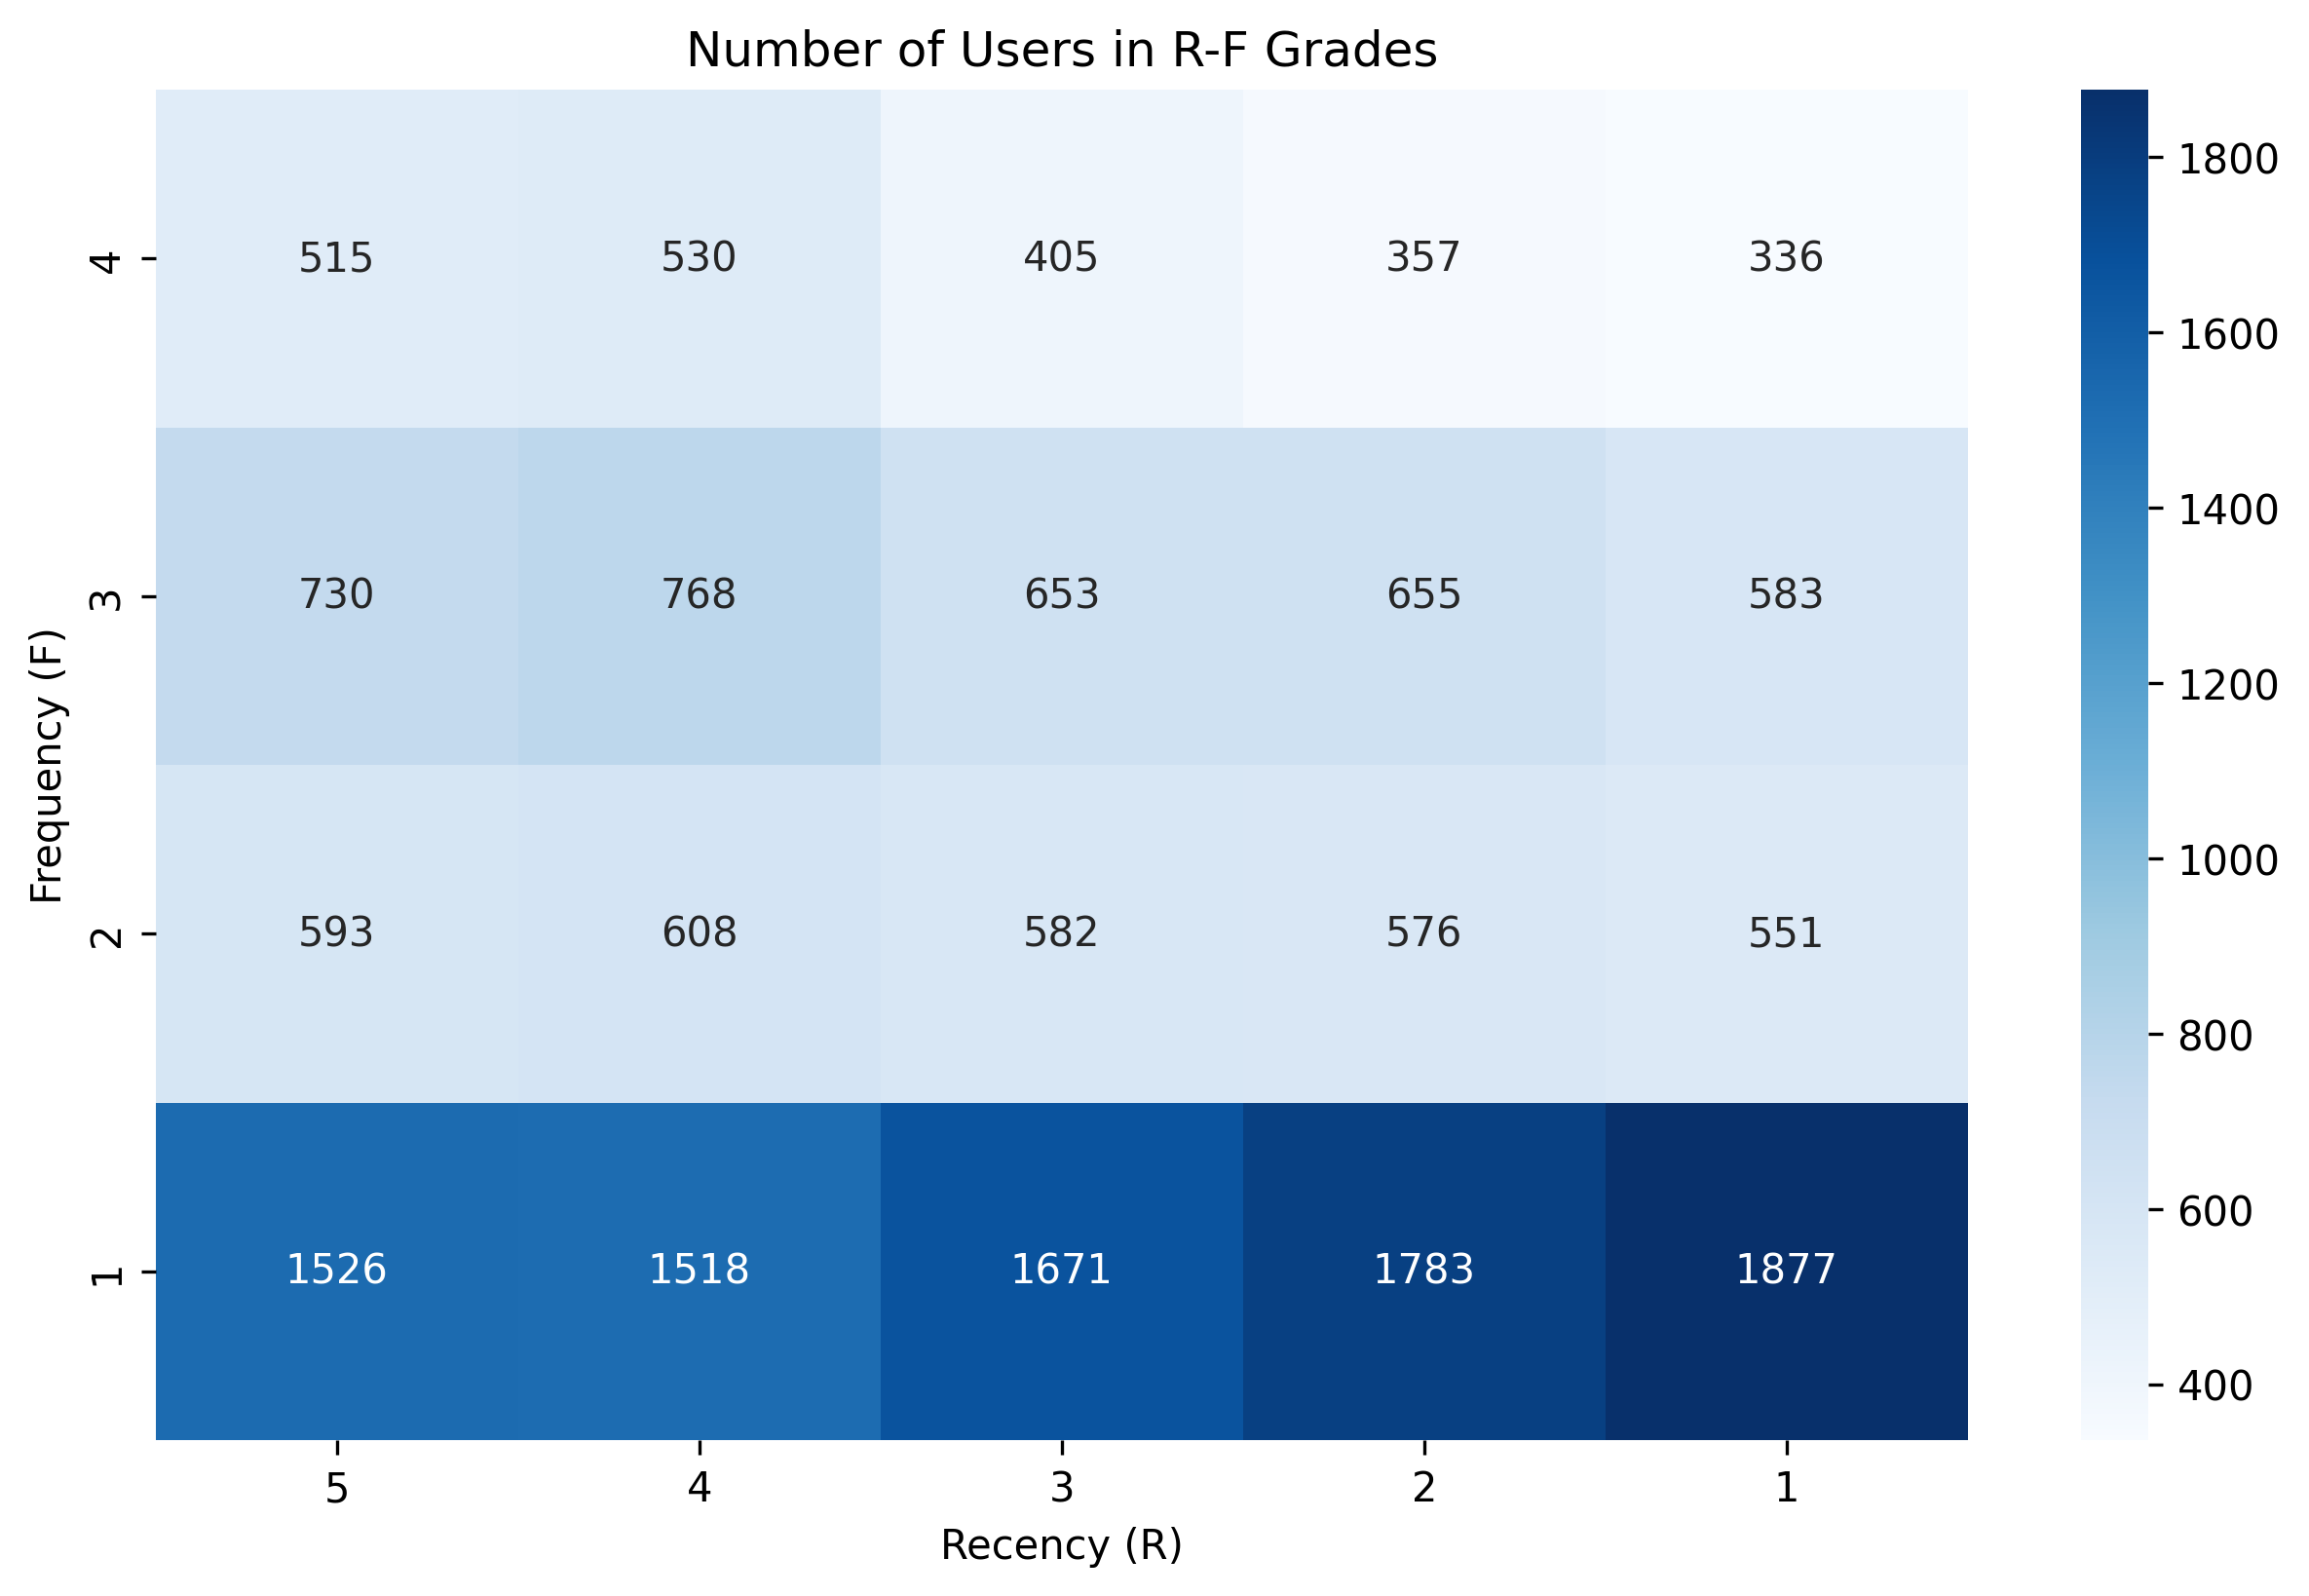 Number of Users in R-F Grades
Frequency (F)
4 515 530 405 357 336
3 730 768 653 655 583
2 593 608 582 576 551
1 1526 1518 1671 1783 1877
5 4 3 2 1
Recency (R)
1800
1600
1400
1200
1000
800
600
400